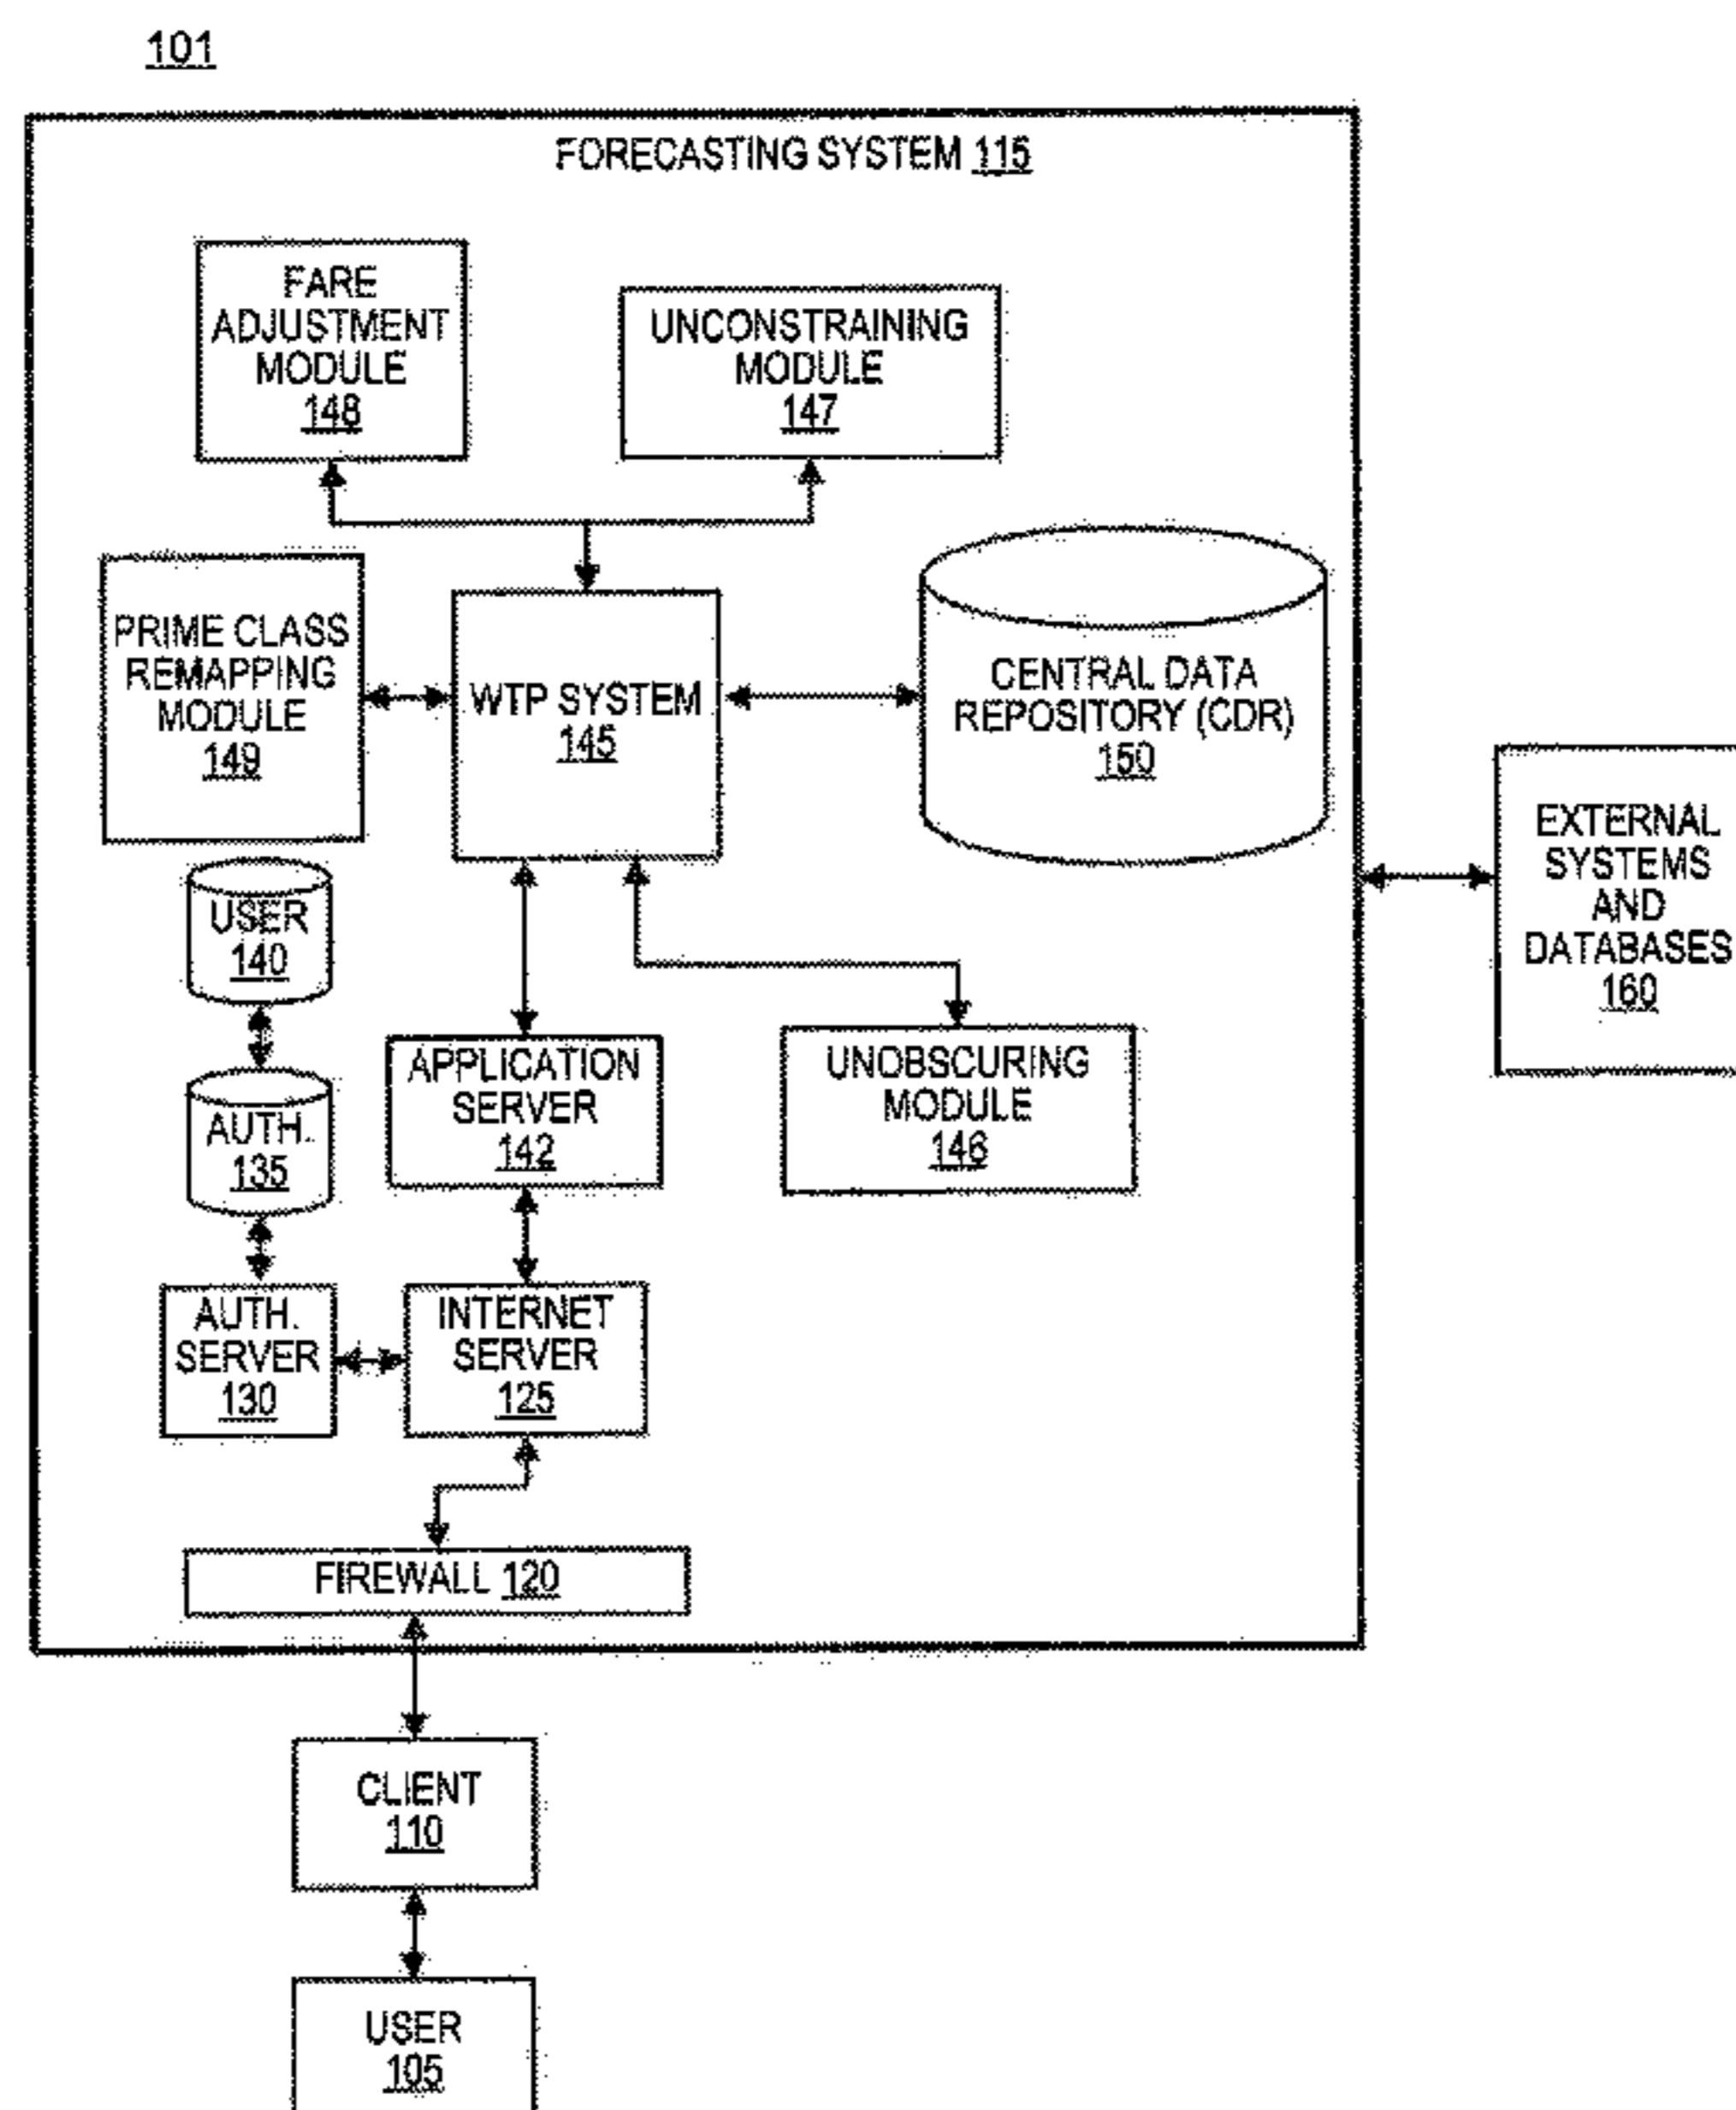 101
FORECASTING SYSTEM 115
FARE
ADJUSTMENT
MODULE
148
UNCONSTRAINING
MODULE
147
PRIME CLASS
REMAPPING
MODULE
149
WTP SYSTEM
145
CENTRAL DATA
REPOSITORY (CDR)
150
EXTERNAL
SYSTEMS
AND
DATABASES
160
USER
140
AUTH.
135
APPLICATION
SERVER
142
UNOBSCURING
MODULE
146
AUTH.
SERVER
130
INTERNET
SERVER
125
FIREWALL 120
CLIENT
110
USER
105